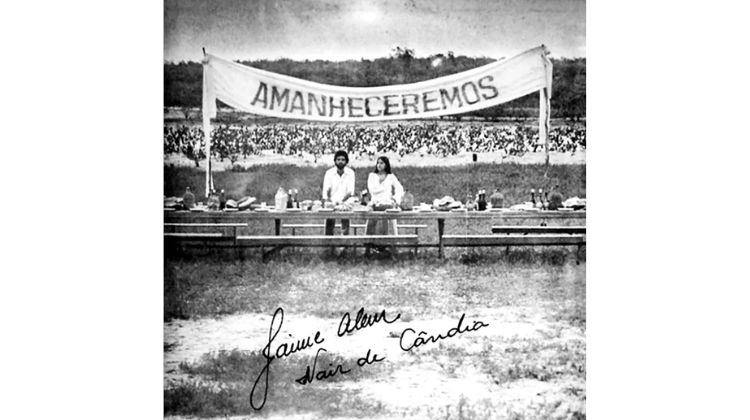 AMANHECEREMOS
Jaime Alem
Nair de Cândia